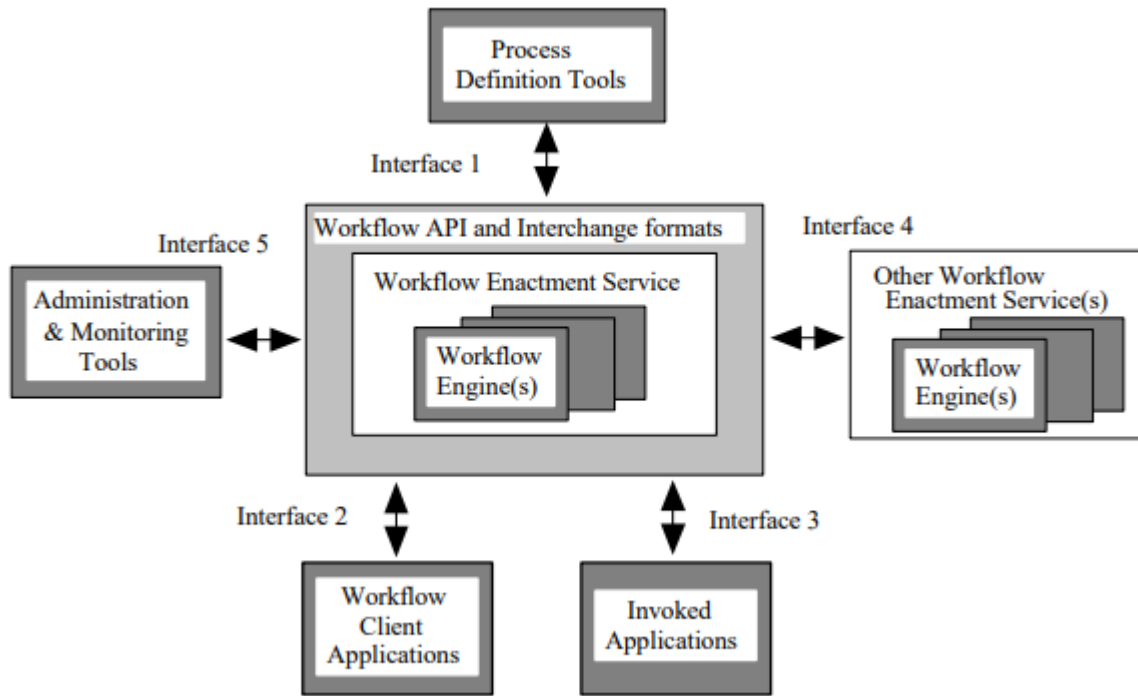 Process
Definition Tools
Interface 1
Workflow API and Interchange formats
Interface 5
Interface 4
Workflow Enactment Service
Other Workflow
Enactment Service(s)
Administration
& Monitoring
Tools
Workflow
Engine(s)
Workflow
Engine(s)
Interface 2
Interface 3
Workflow
Client
Applications
Invoked
Applications